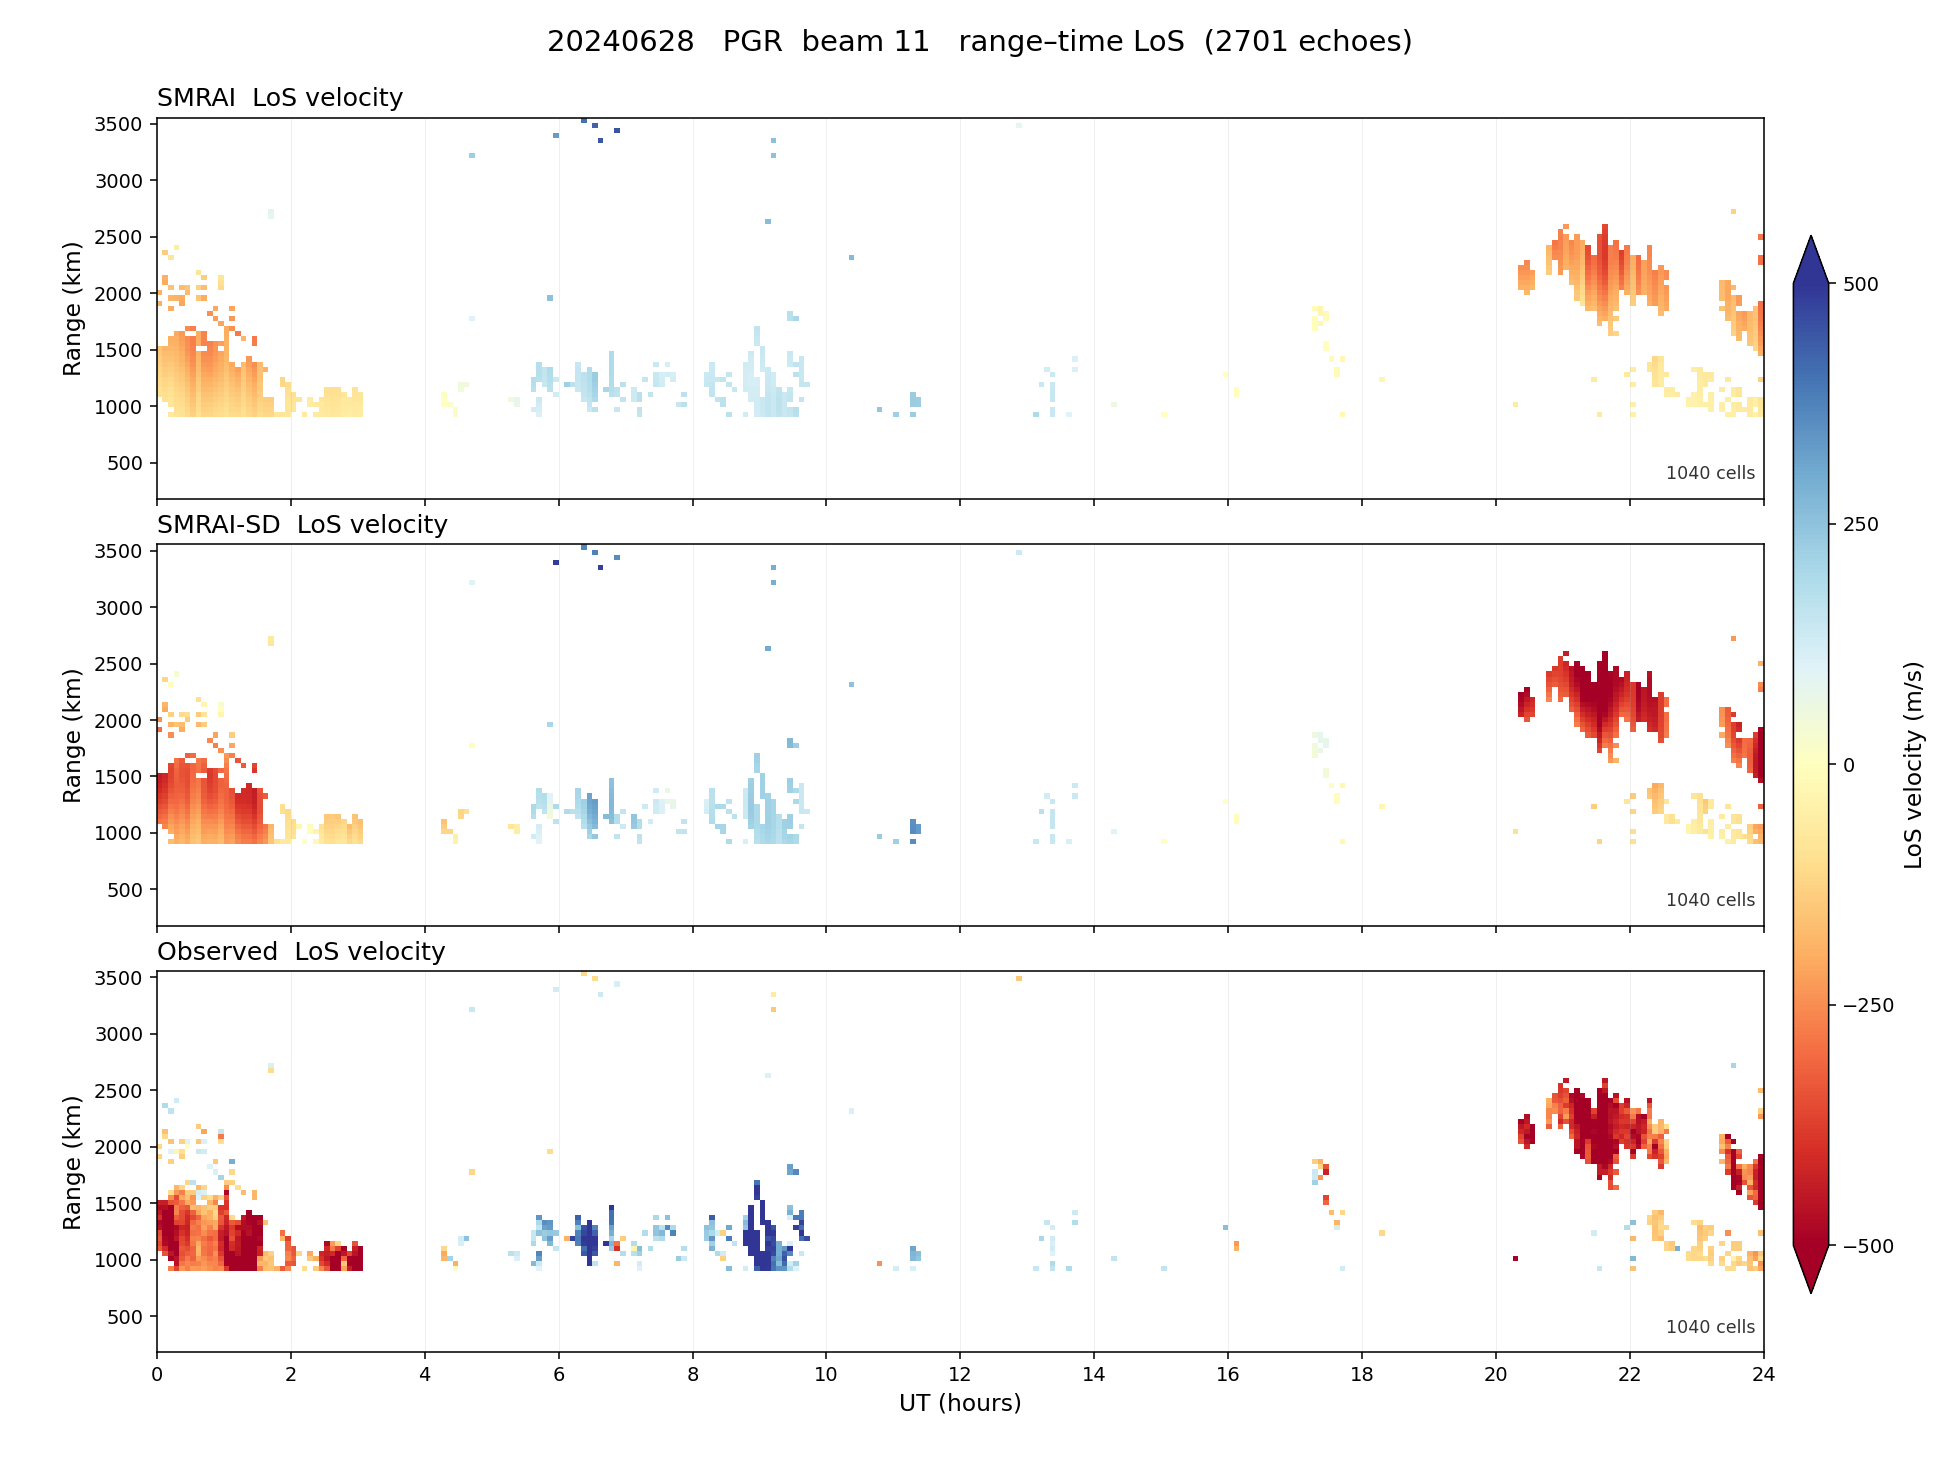 20240628   PGR  beam 11   range–time LoS  (2701 echoes)
SMRAI  LoS velocity
3500
3000
2500
2000
1500
1000
500
Range (km)
1040 cells
SMRAI-SD  LoS velocity
3500
3000
2500
2000
1500
1000
500
Range (km)
1040 cells
Observed  LoS velocity
3500
3000
2500
2000
1500
1000
500
Range (km)
1040 cells
0 2 4 6 8 10 12 14 16 18 20 22 24
UT (hours)
500
250
0
−250
−500
LoS velocity (m/s)